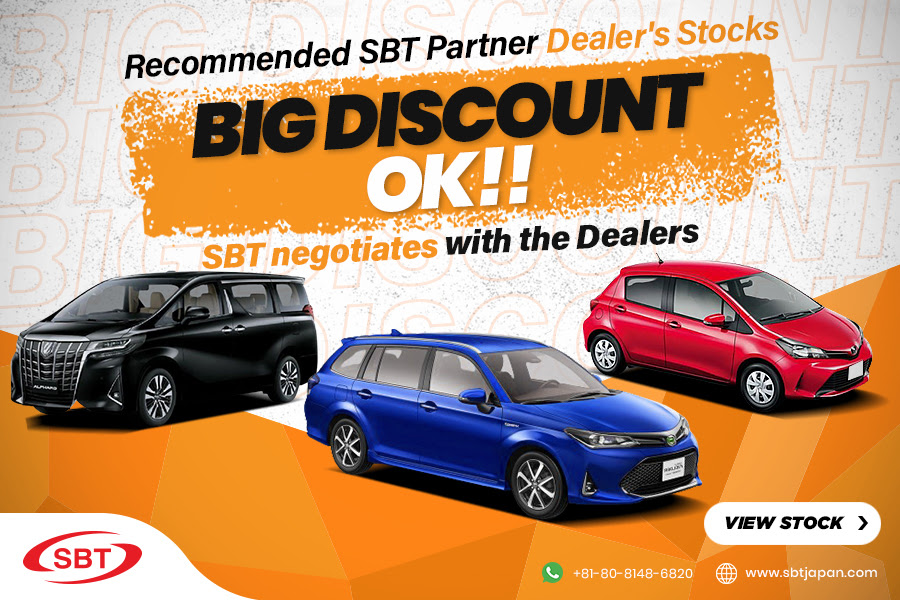 Recommended SBT Partner Dealer's Stocks
BIG DISCOUNT
OK!!
SBT negotiates with the Dealers
ALPHARD
VIEW STOCK
SBT
+81-80-8148-6820
www.sbtjapan.com